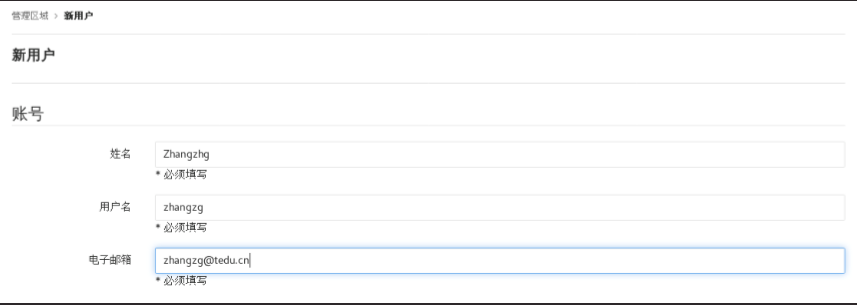 管理区域 > 新用户
新用户
账号
姓名 Zhangzhg
* 必须填写
用户名 zhangzg
* 必须填写
电子邮箱 zhangzg@tedu.cn
* 必须填写